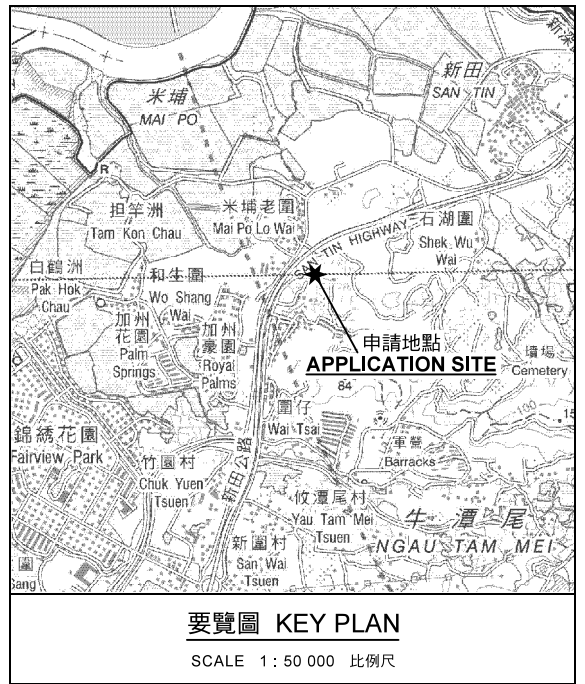 新田
SAN TIN
米埔
MAI PO
R
担竿洲
Tam Kon Chau
米埔老圍
Mai Po Lo Wai
SAN TIN HIGHWAY
石湖圍
Shek Wu
Wai
白鶴洲
Pak Hok
Chau
和生圍
Wo Shang
Wai
加州
花園
Palm
Springs
加州
豪園
Royal
Palms
申請地點
APPLICATION SITE
84
墳場
Cemetery
100
圍仔
Wai Tsai
錦綉花園
Fairview Park
竹園村
Chuk Yuen
Tsuen
新田公路
軍營
Barracks
攸潭尾村
Yau Tam Mei
Tsuen
牛潭尾
NGAU TAM MEI
新圍村
San Wai
Tsuen
要覽圖 KEY PLAN
SCALE 1 : 50 000 比例尺